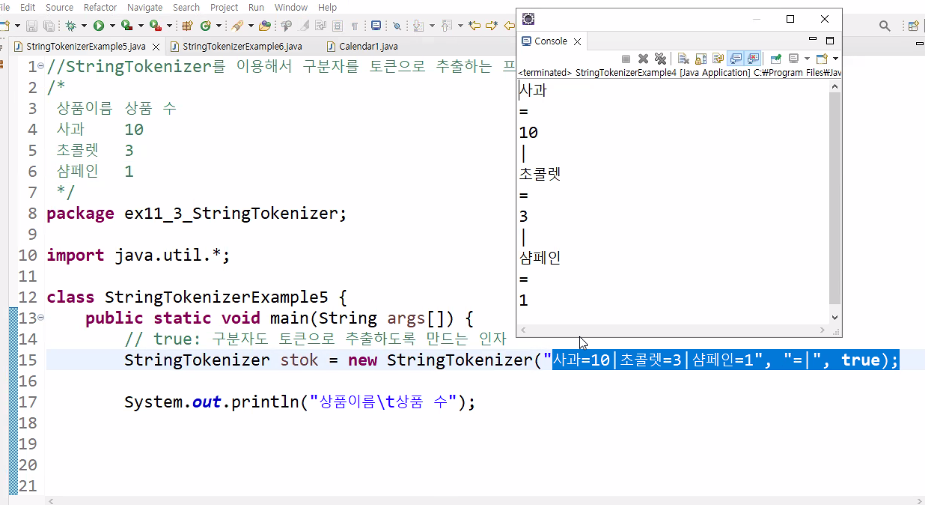 File Edit Source Refactor Navigate Search Project Run Window Help
StringTokenizerExample5.java StringTokenizerExample6.java Calendar1.java
1 //StringTokenizer를 이용해서 구분자를 토큰으로 추출하는 프
2 /*
3 상품이름 상품 수
4 사과 10
5 초콜렛 3
6 샴페인 1
7 */
8 package ex11_3_StringTokenizer;
9
10 import java.util.*;
11
12 class StringTokenizerExample5 {
13 public static void main(String args[]) {
14 // true: 구분자도 토큰으로 추출하도록 만드는 인자
15 StringTokenizer stok = new StringTokenizer("사과=10|초콜렛=3|샴페인=1", "=|", true);
16
17 System.out.println("상품이름\t상품 수");
18
19
20
21
Console
<terminated> StringTokenizerExample4 [Java Application] C:₩Program Files₩Jav
사과
=
10
|
초콜렛
=
3
|
샴페인
=
1